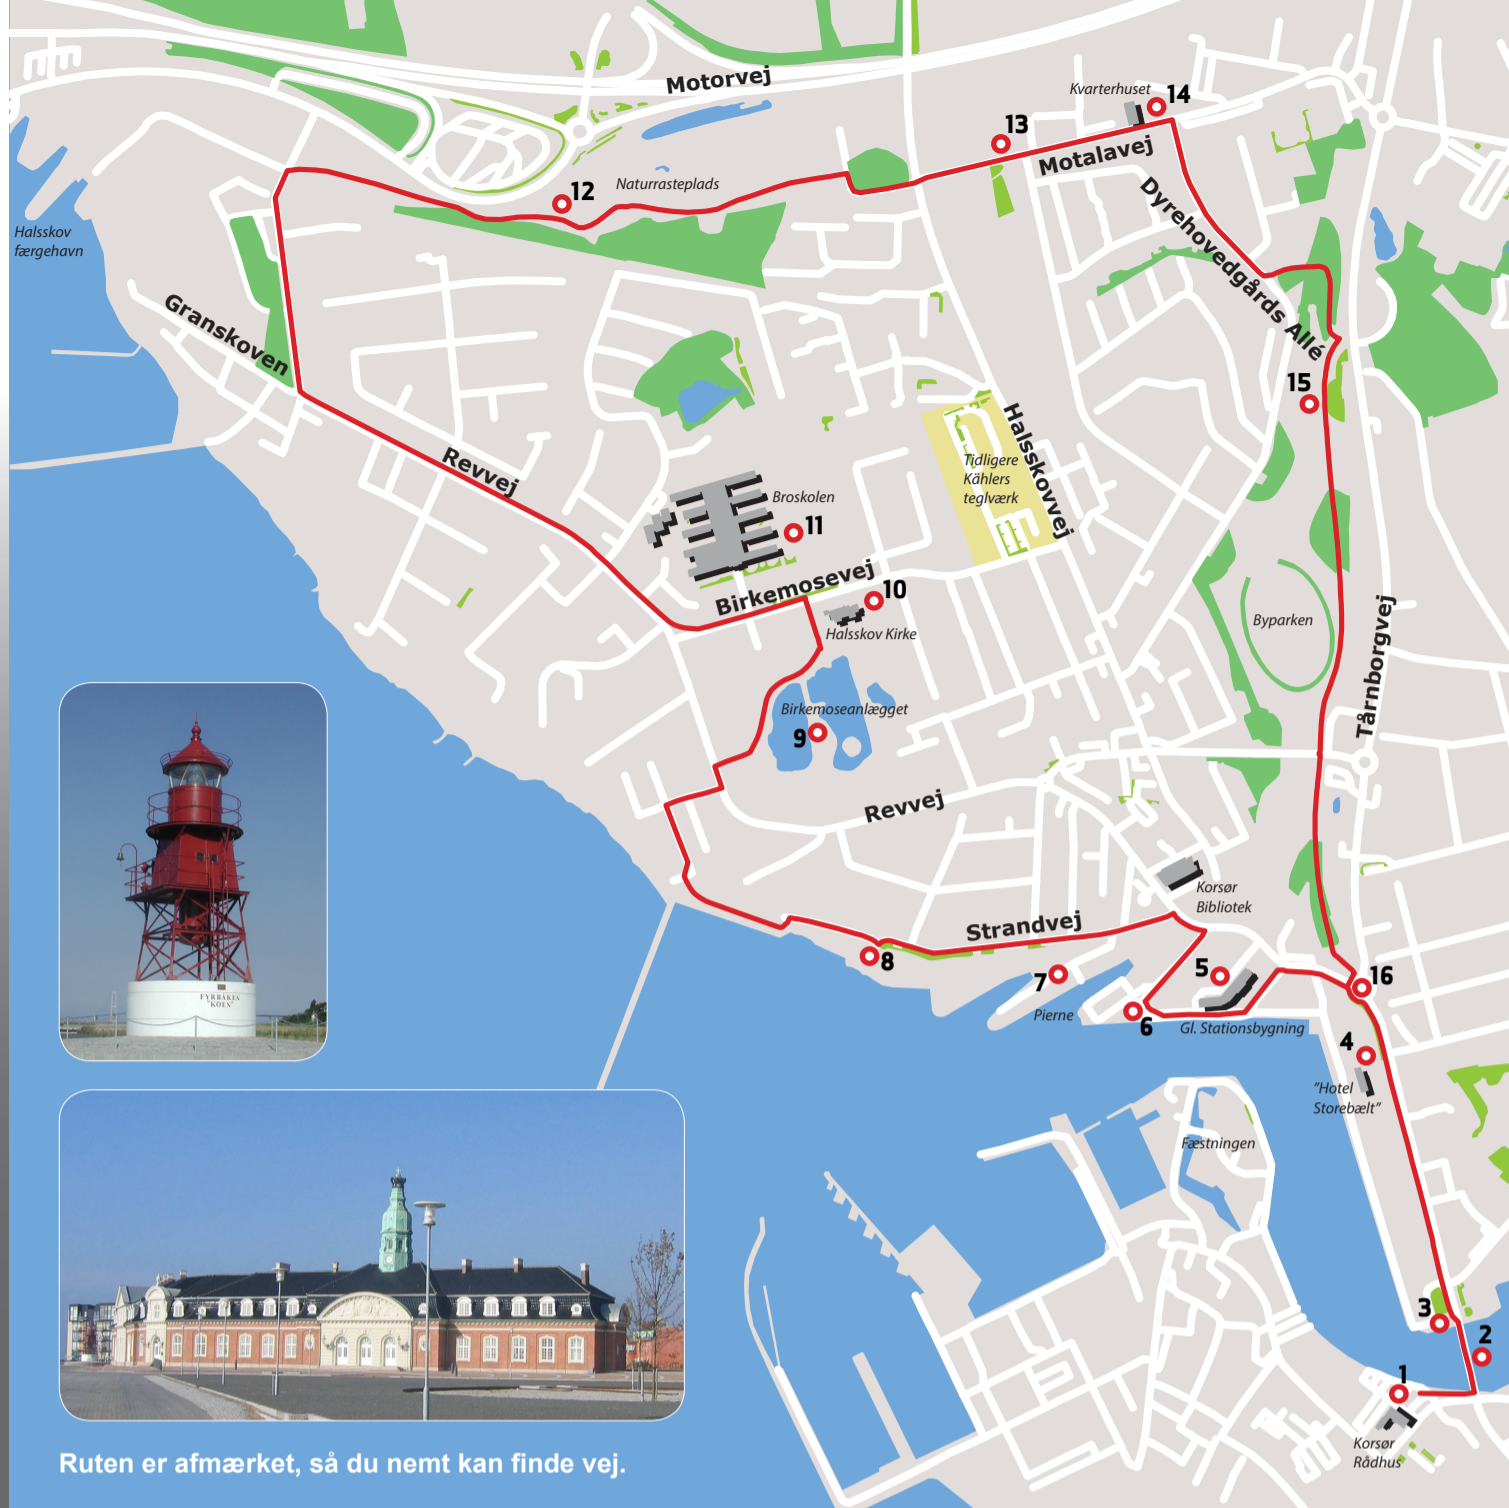 Motorvej
Kvarterhuset
14
13
Motalavej
12
Naturrasteplads
Dyrehovedgårds Allé
Halsskov
færgehavn
Granskoven
15
Halsskovvej
Revvej
Tidligere
Kählers
teglværk
Broskolen
11
Birkemosevej
10
Halsskov Kirke
Byparken
Tårnborgvej
Birkemoseanlægget
9
Revvej
Korsør
Bibliotek
Strandvej
8
7
Pierne
5
6
Gl. Stationsbygning
16
4
"Hotel
Storebælt"
Fæstningen
3
2
1
Korsør
Rådhus
FYRBAKEN
"KOEN"
Ruten er afmærket, så du nemt kan finde vej.